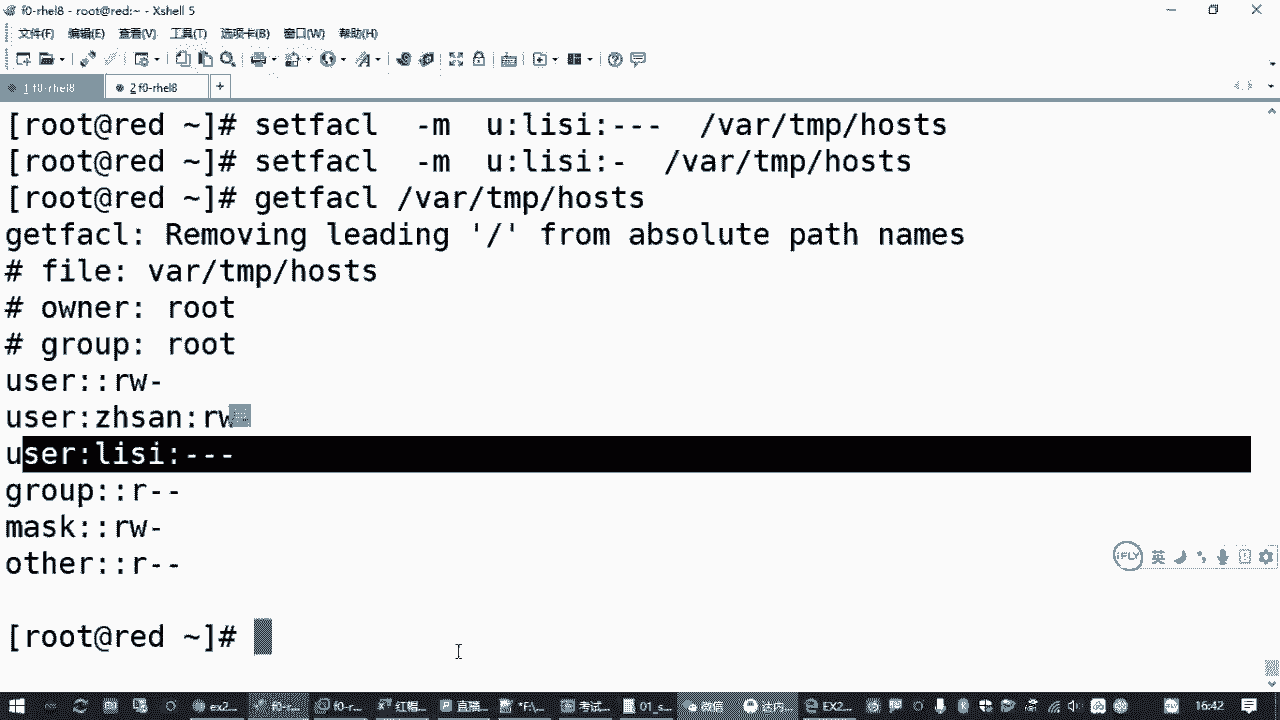 f0-rhel8 - root@red:~ - Xshell 5
文件(F) 编辑(E) 查看(V) 工具(T) 选项卡(B) 窗口(W) 帮助(H)
1 f0-rhel8 2 f0-rhel8 +
[root@red ~]# setfacl  -m  u:lisi:---  /var/tmp/hosts
[root@red ~]# setfacl  -m  u:lisi:-  /var/tmp/hosts
[root@red ~]# getfacl /var/tmp/hosts
getfacl: Removing leading '/' from absolute path names
# file: var/tmp/hosts
# owner: root
# group: root
user::rw-
user:zhsan:rw
user:lisi:---
group::r--
mask::rw-
other::r--
iFLY 英
[root@red ~]#
ex2... f0-r... f0-r... 红帽... 直播... *F:\... 考试... 01_s... 微信 这内... EX2... 16:42